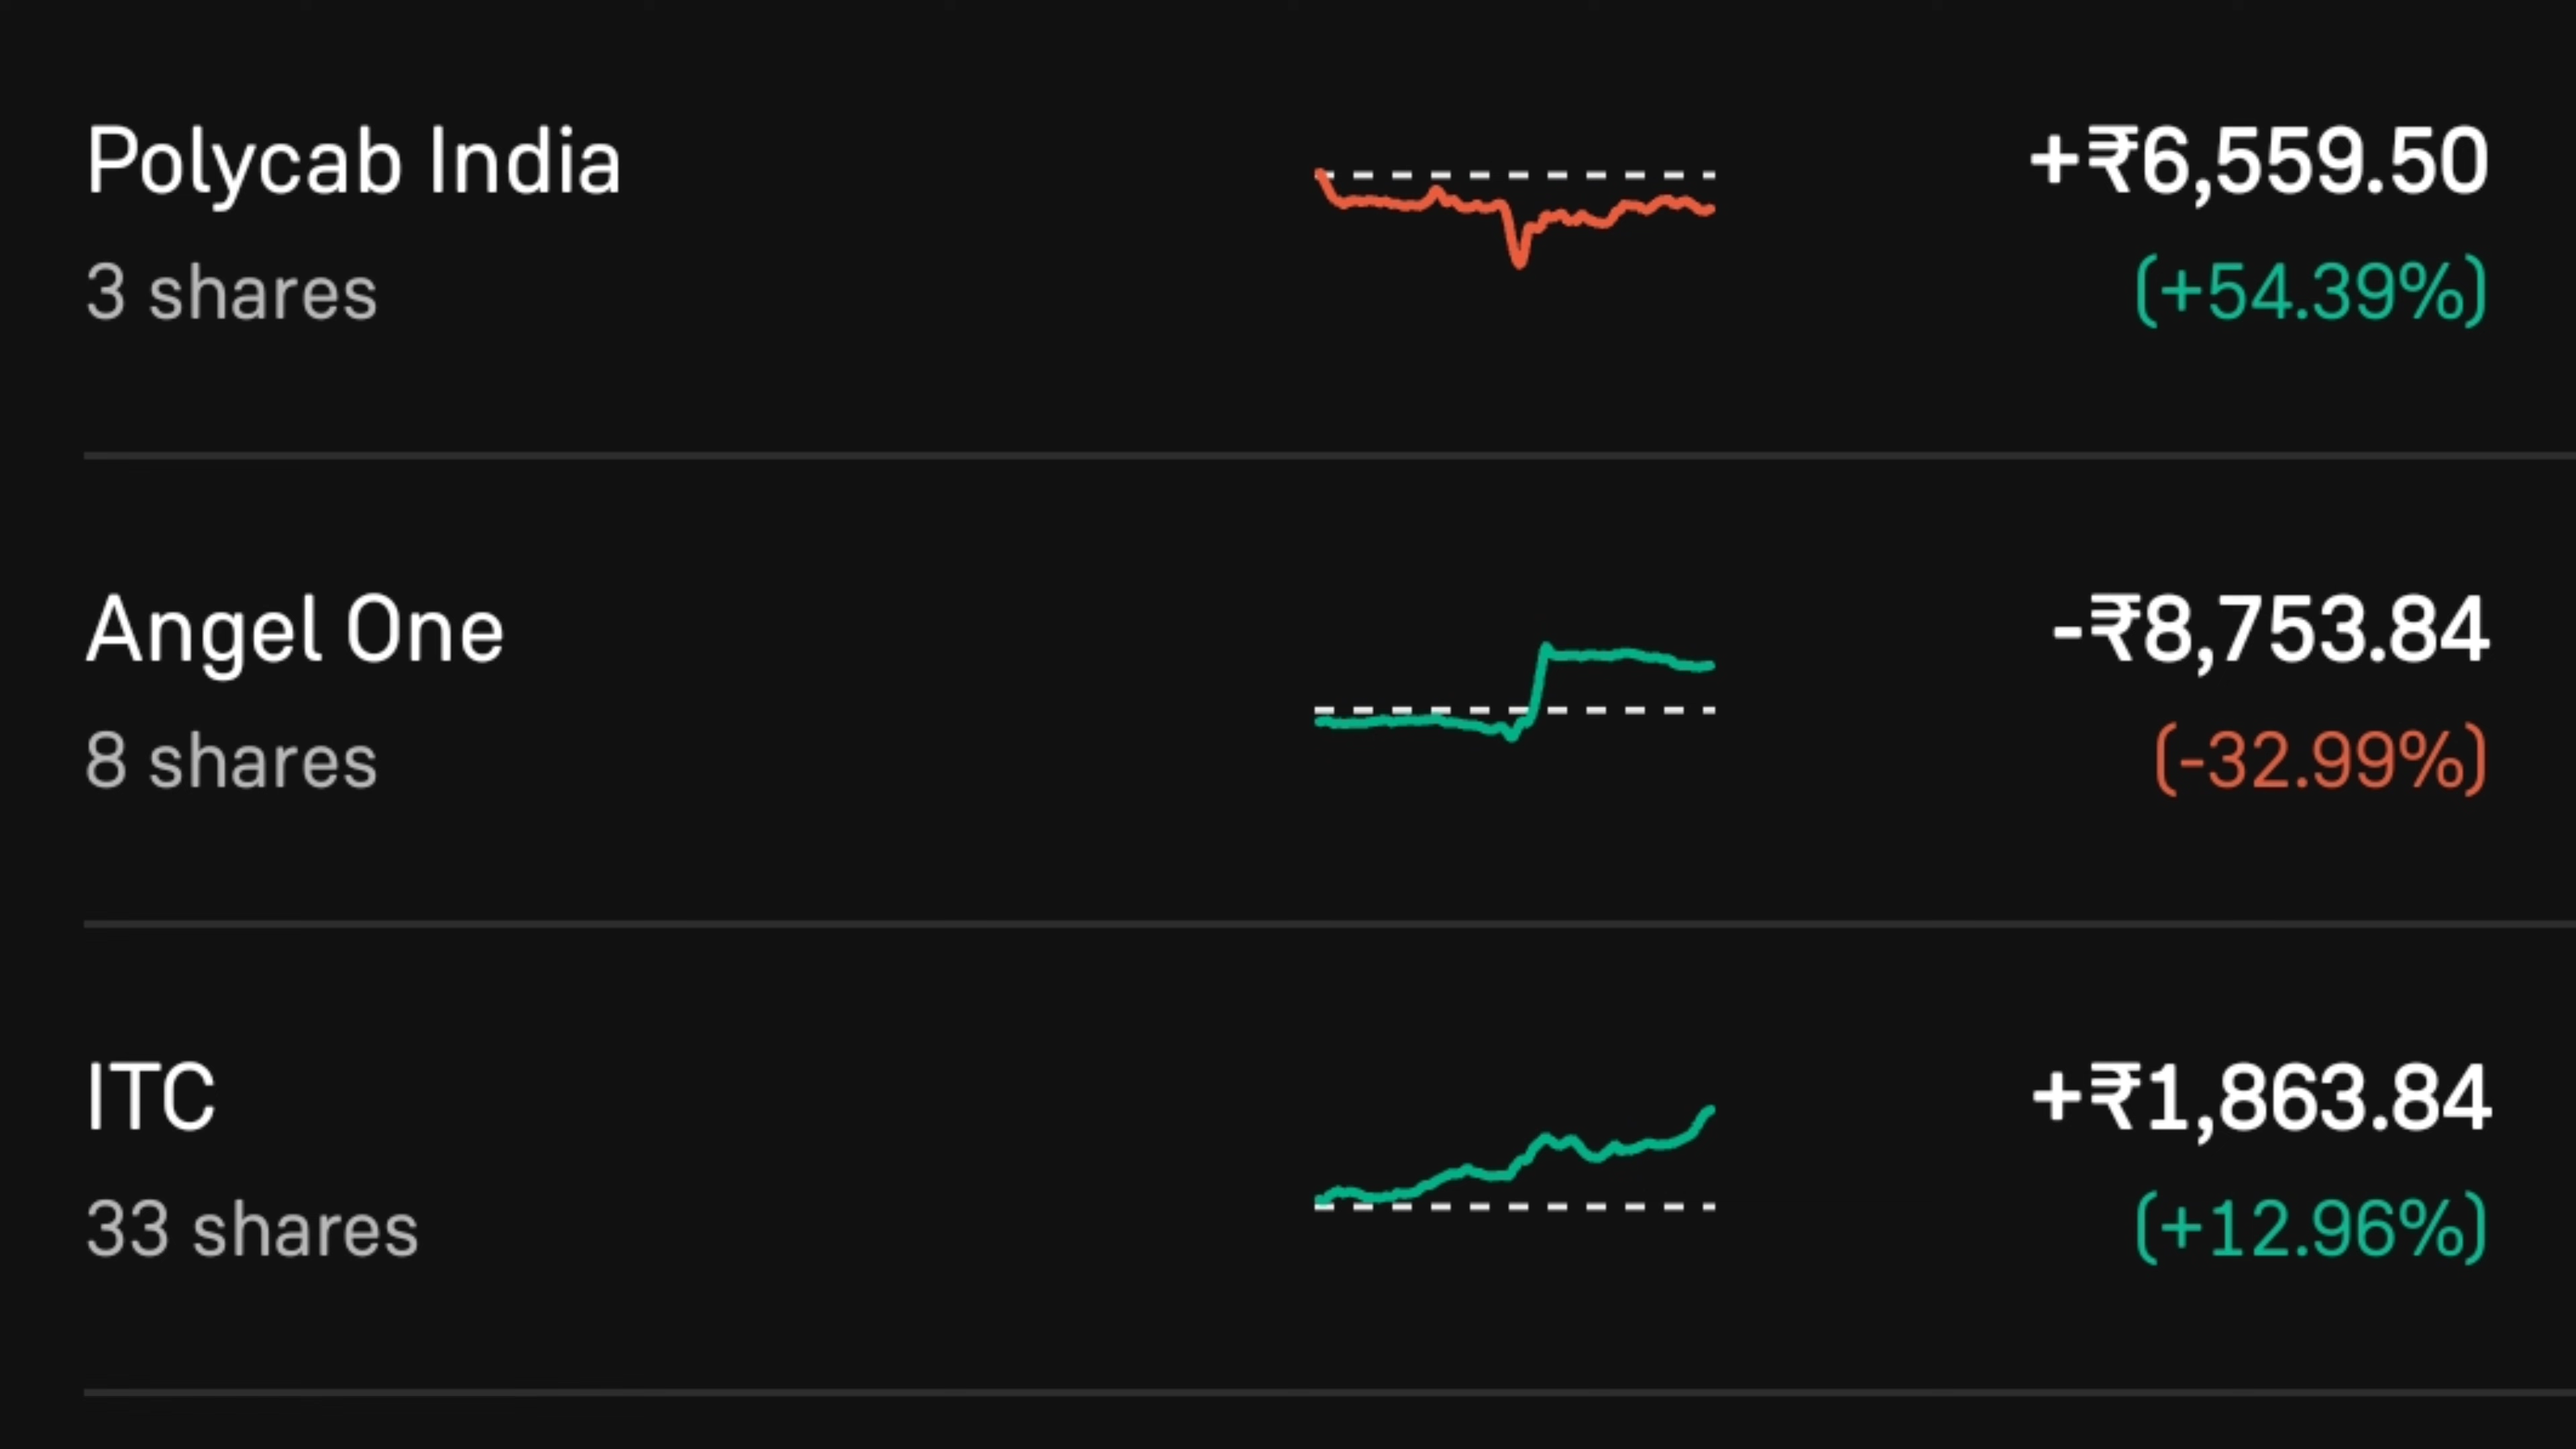 Polycab India
+₹6,559.50
3 shares
(+54.39%)
Angel One
-₹8,753.84
8 shares
(-32.99%)
ITC
+₹1,863.84
33 shares
(+12.96%)